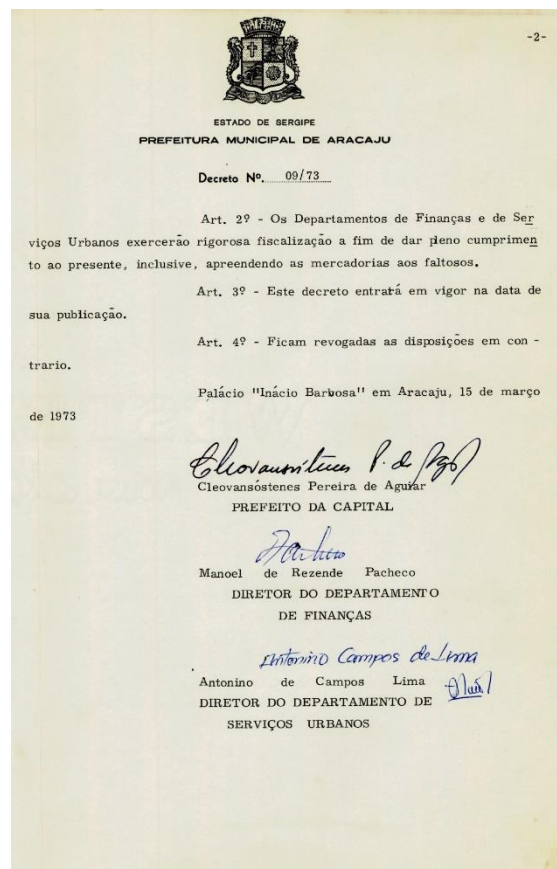 -2-
ESTADO DE SERGIPE
PREFEITURA MUNICIPAL DE ARACAJU
Decreto Nº. 09/73
Art. 2º - Os Departamentos de Finanças e de Ser
viços Urbanos exercerão rigorosa fiscalização a fim de dar pleno cumprimen
to ao presente, inclusive, apreendendo as mercadorias aos faltosos.
Art. 3º - Este decreto entrará em vigor na data de
sua publicação.
Art. 4º - Ficam revogadas as disposições em con -
trario.
Palácio "Inácio Barbosa" em Aracaju, 15 de março
de 1973
Cleovansóstenes P. de
Cleovansóstenes Pereira de Aguiar
PREFEITO DA CAPITAL
Manoel de Rezende Pacheco
DIRETOR DO DEPARTAMENTO
DE FINANÇAS
Antonino Campos de Lima
Antonino de Campos Lima
DIRETOR DO DEPARTAMENTO DE
SERVIÇOS URBANOS